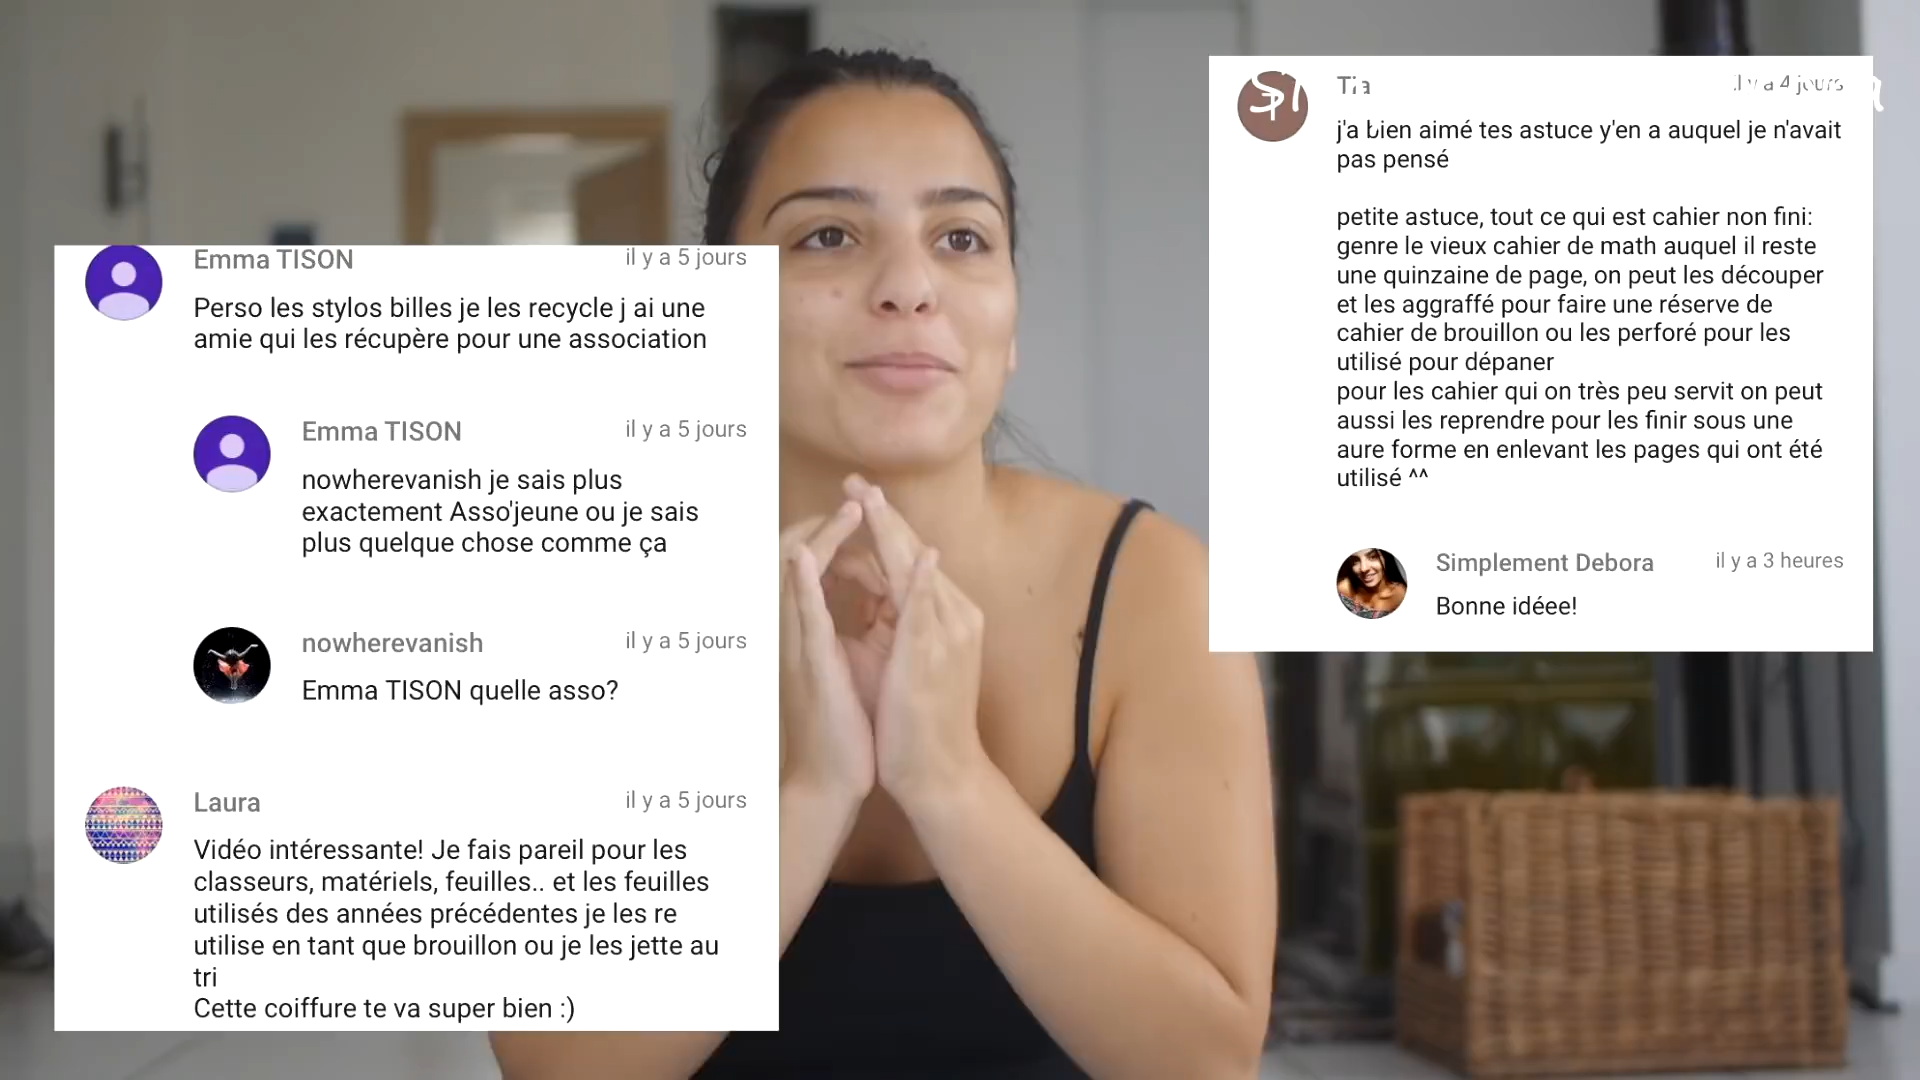 Emma TISON il y a 5 jours
Perso les stylos billes je les recycle j ai une
amie qui les récupère pour une association
Emma TISON il y a 5 jours
nowherevanish je sais plus
exactement Asso'jeune ou je sais
plus quelque chose comme ça
nowherevanish il y a 5 jours
Emma TISON quelle asso?
Laura il y a 5 jours
Vidéo intéressante! Je fais pareil pour les
classeurs, matériels, feuilles.. et les feuilles
utilisés des années précédentes je les re
utilise en tant que brouillon ou je les jette au
tri
Cette coiffure te va super bien :)
Tia il y a 4 jours
j'a bien aimé tes astuce y'en a auquel je n'avait
pas pensé
petite astuce, tout ce qui est cahier non fini:
genre le vieux cahier de math auquel il reste
une quinzaine de page, on peut les découper
et les aggraffé pour faire une réserve de
cahier de brouillon ou les perforé pour les
utilisé pour dépaner
pour les cahier qui on très peu servit on peut
aussi les reprendre pour les finir sous une
aure forme en enlevant les pages qui ont été
utilisé ^^
Simplement Debora il y a 3 heures
Bonne idéee!